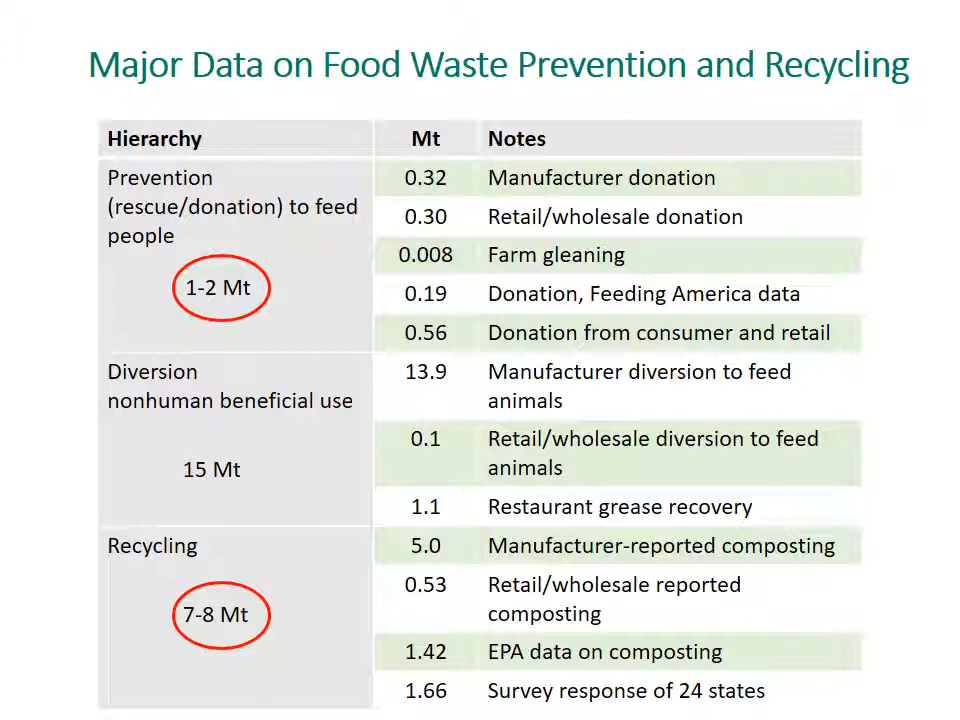 Major Data on Food Waste Prevention and Recycling
Hierarchy Mt Notes
Prevention
(rescue/donation) to feed
people
1-2 Mt
0.32 Manufacturer donation
0.30 Retail/wholesale donation
0.008 Farm gleaning
0.19 Donation, Feeding America data
0.56 Donation from consumer and retail
Diversion
nonhuman beneficial use
15 Mt
13.9 Manufacturer diversion to feed
animals
0.1 Retail/wholesale diversion to feed
animals
1.1 Restaurant grease recovery
Recycling
7-8 Mt
5.0 Manufacturer-reported composting
0.53 Retail/wholesale reported
composting
1.42 EPA data on composting
1.66 Survey response of 24 states